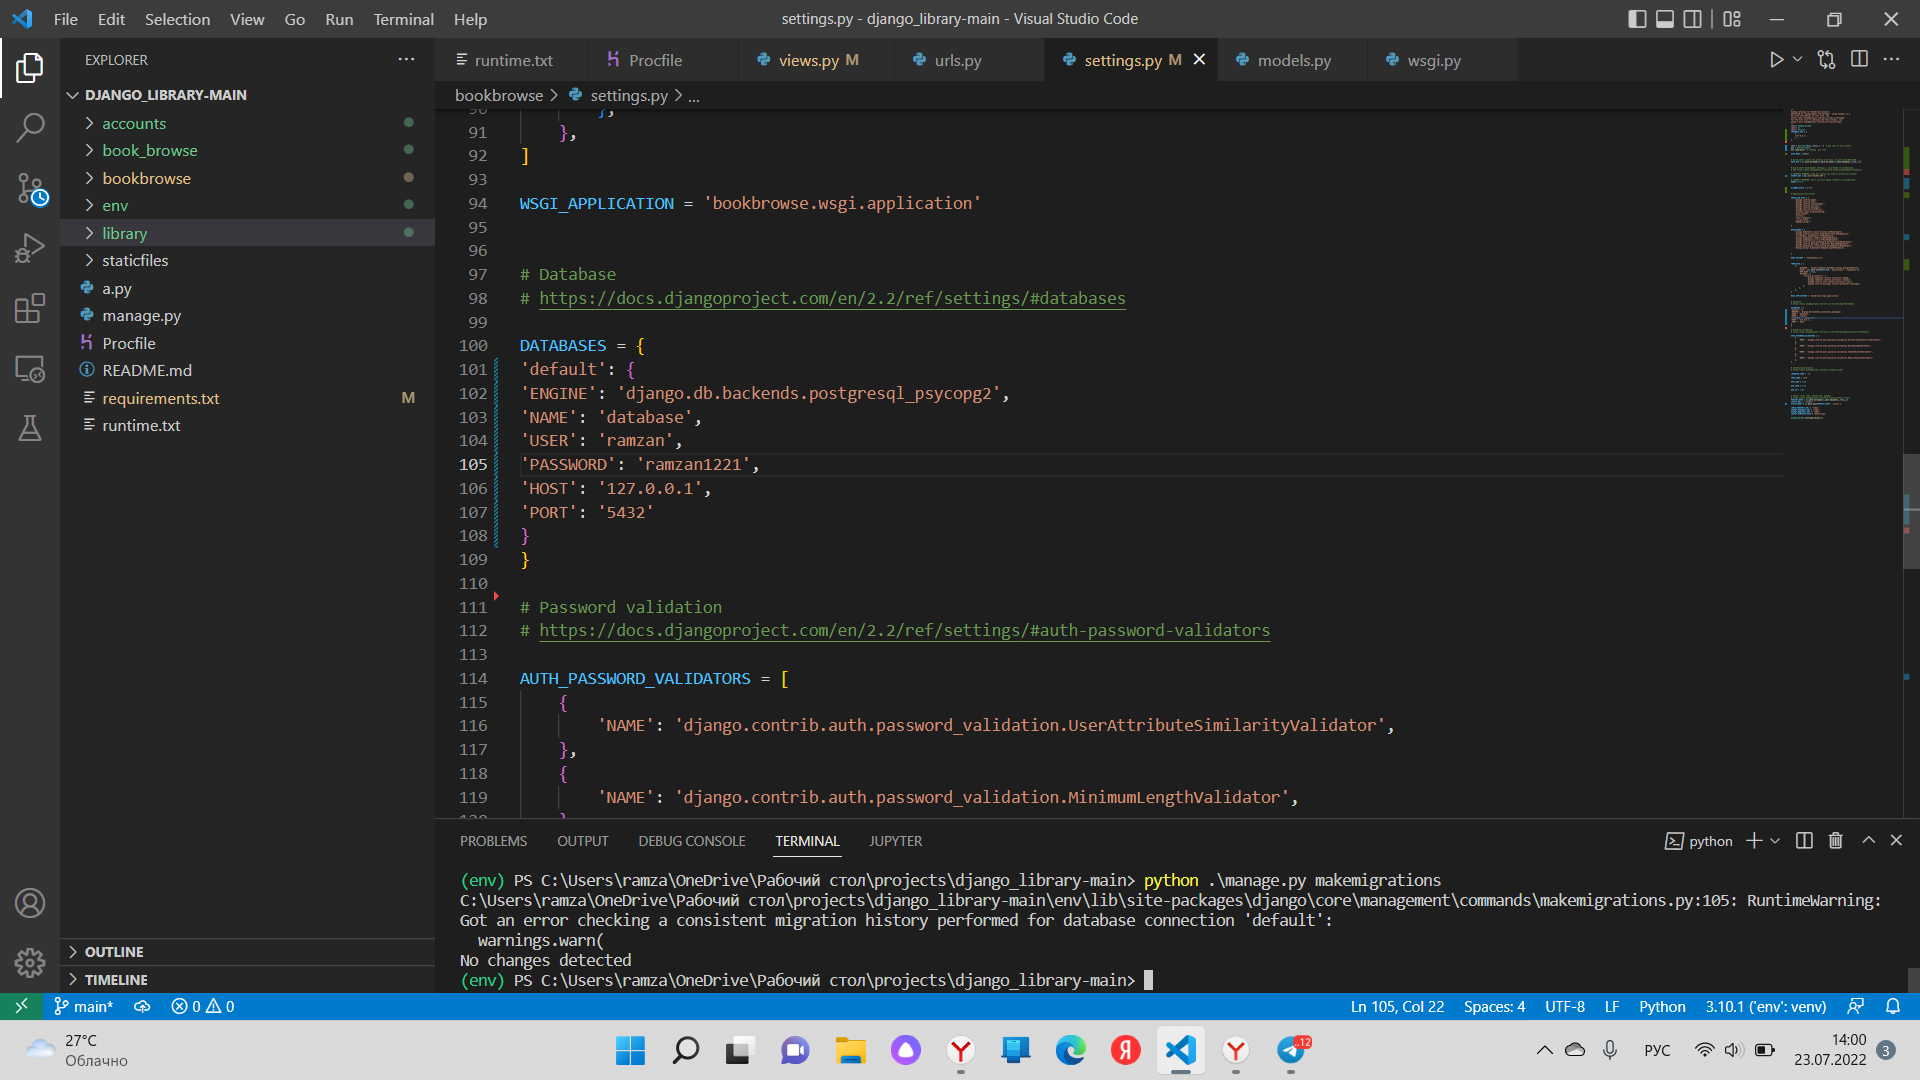 File Edit Selection View Go Run Terminal Help
settings.py - django_library-main - Visual Studio Code
EXPLORER
DJANGO_LIBRARY-MAIN
accounts
book_browse
bookbrowse
env
library
staticfiles
a.py
manage.py
Procfile
README.md
requirements.txt M
runtime.txt
OUTLINE
TIMELINE
runtime.txt Procfile views.py M urls.py settings.py M models.py wsgi.py
bookbrowse > settings.py > ...
90 },
91 },
92 ]
93
94 WSGI_APPLICATION = 'bookbrowse.wsgi.application'
95
96
97 # Database
98 # https://docs.djangoproject.com/en/2.2/ref/settings/#databases
99
100 DATABASES = {
101 'default': {
102 'ENGINE': 'django.db.backends.postgresql_psycopg2',
103 'NAME': 'database',
104 'USER': 'ramzan',
105 'PASSWORD': 'ramzan1221',
106 'HOST': '127.0.0.1',
107 'PORT': '5432'
108 }
109 }
110
111 # Password validation
112 # https://docs.djangoproject.com/en/2.2/ref/settings/#auth-password-validators
113
114 AUTH_PASSWORD_VALIDATORS = [
115 {
116 'NAME': 'django.contrib.auth.password_validation.UserAttributeSimilarityValidator',
117 },
118 {
119 'NAME': 'django.contrib.auth.password_validation.MinimumLengthValidator',
120 }
PROBLEMS OUTPUT DEBUG CONSOLE TERMINAL JUPYTER
python
(env) PS C:\Users\ramza\OneDrive\Рабочий стол\projects\django_library-main> python .\manage.py makemigrations
C:\Users\ramza\OneDrive\Рабочий стол\projects\django_library-main\env\lib\site-packages\django\core\management\commands\makemigrations.py:105: RuntimeWarning:
Got an error checking a consistent migration history performed for database connection 'default':
warnings.warn(
No changes detected
(env) PS C:\Users\ramza\OneDrive\Рабочий стол\projects\django_library-main>
main* 0 0
Ln 105, Col 22 Spaces: 4 UTF-8 LF Python 3.10.1 ('env': venv)
27°C
Облачно
..12
РУС
14:00
23.07.2022
3